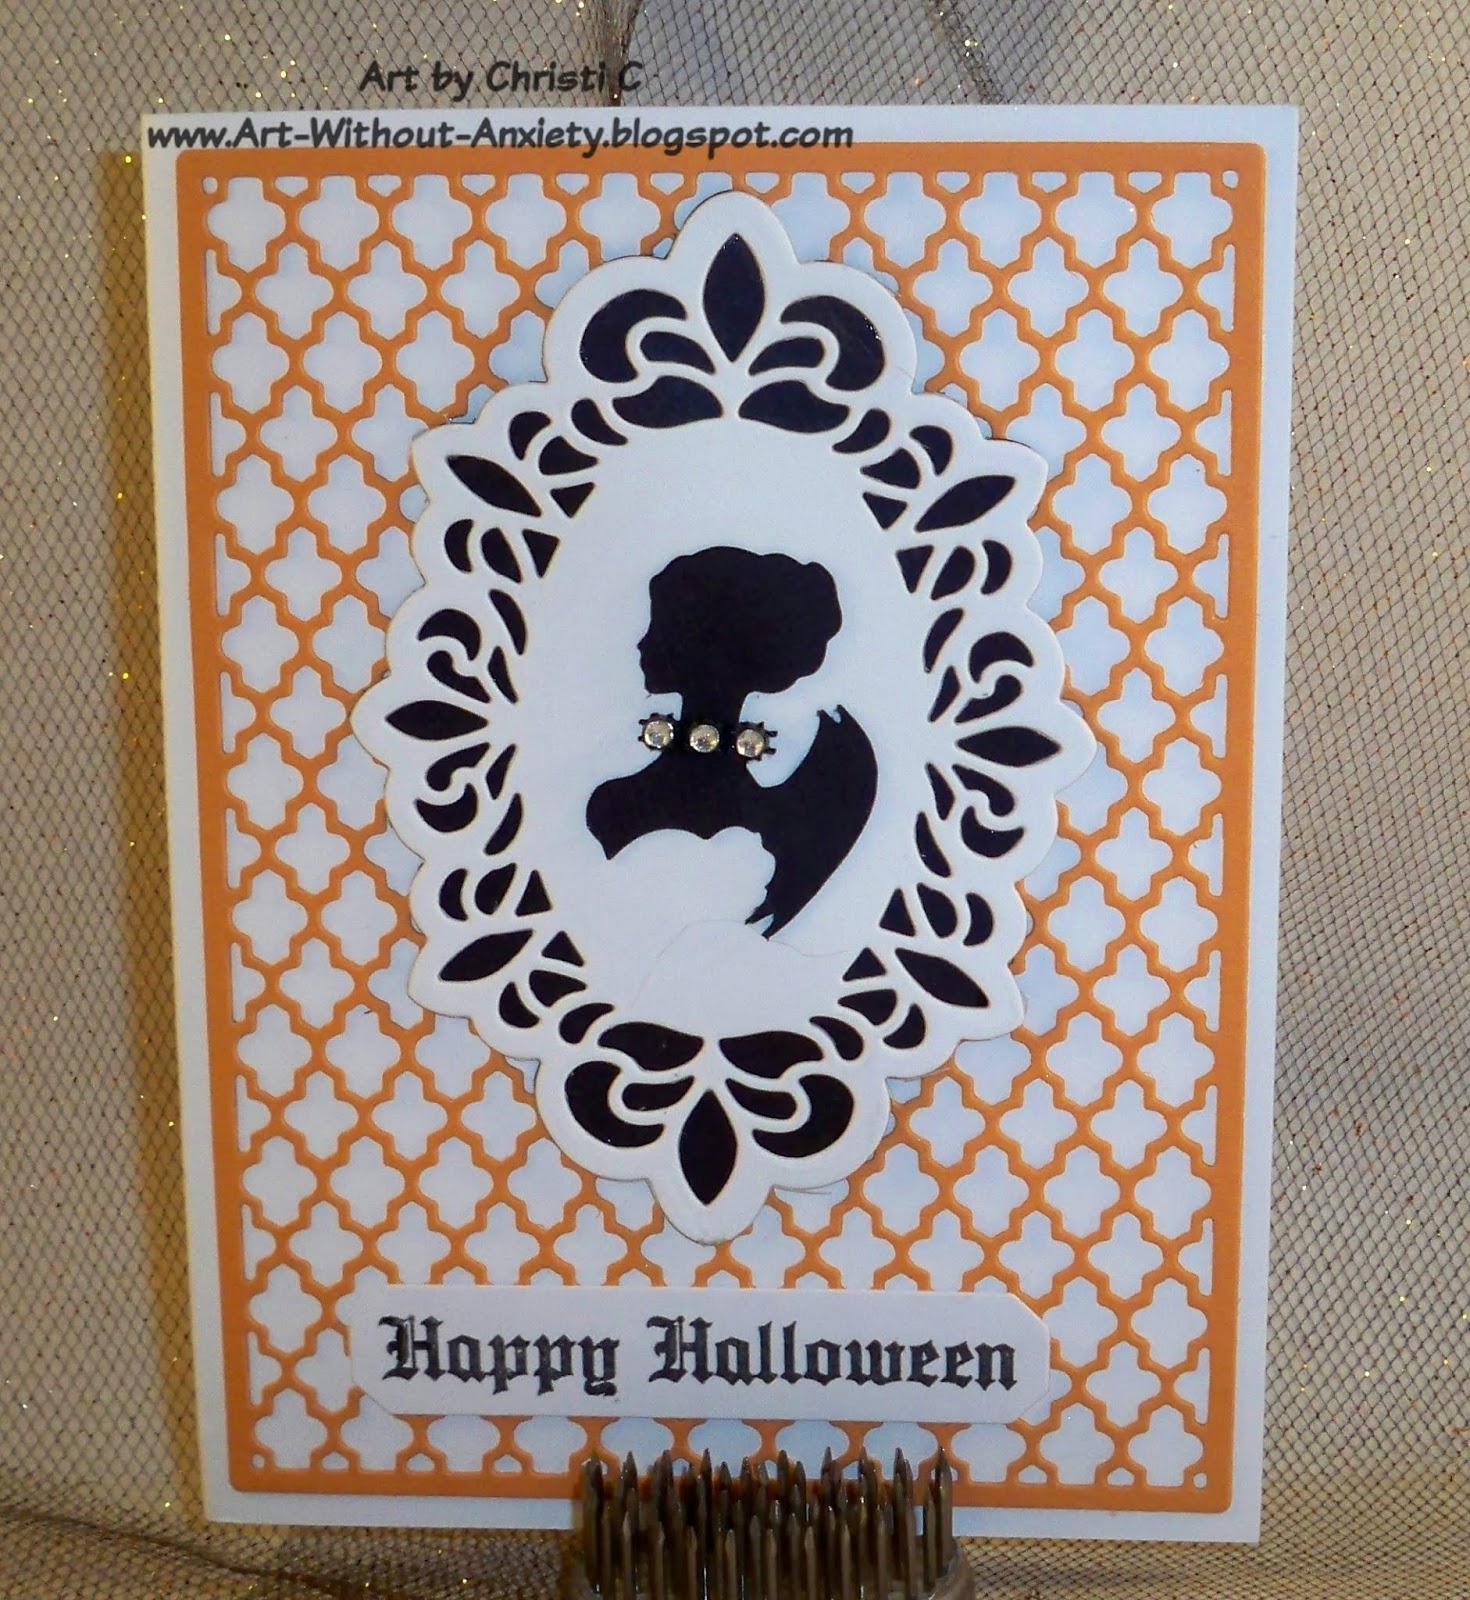 Art by Christi C
www.Art-Without-Anxiety.blogspot.com
Happy Halloween